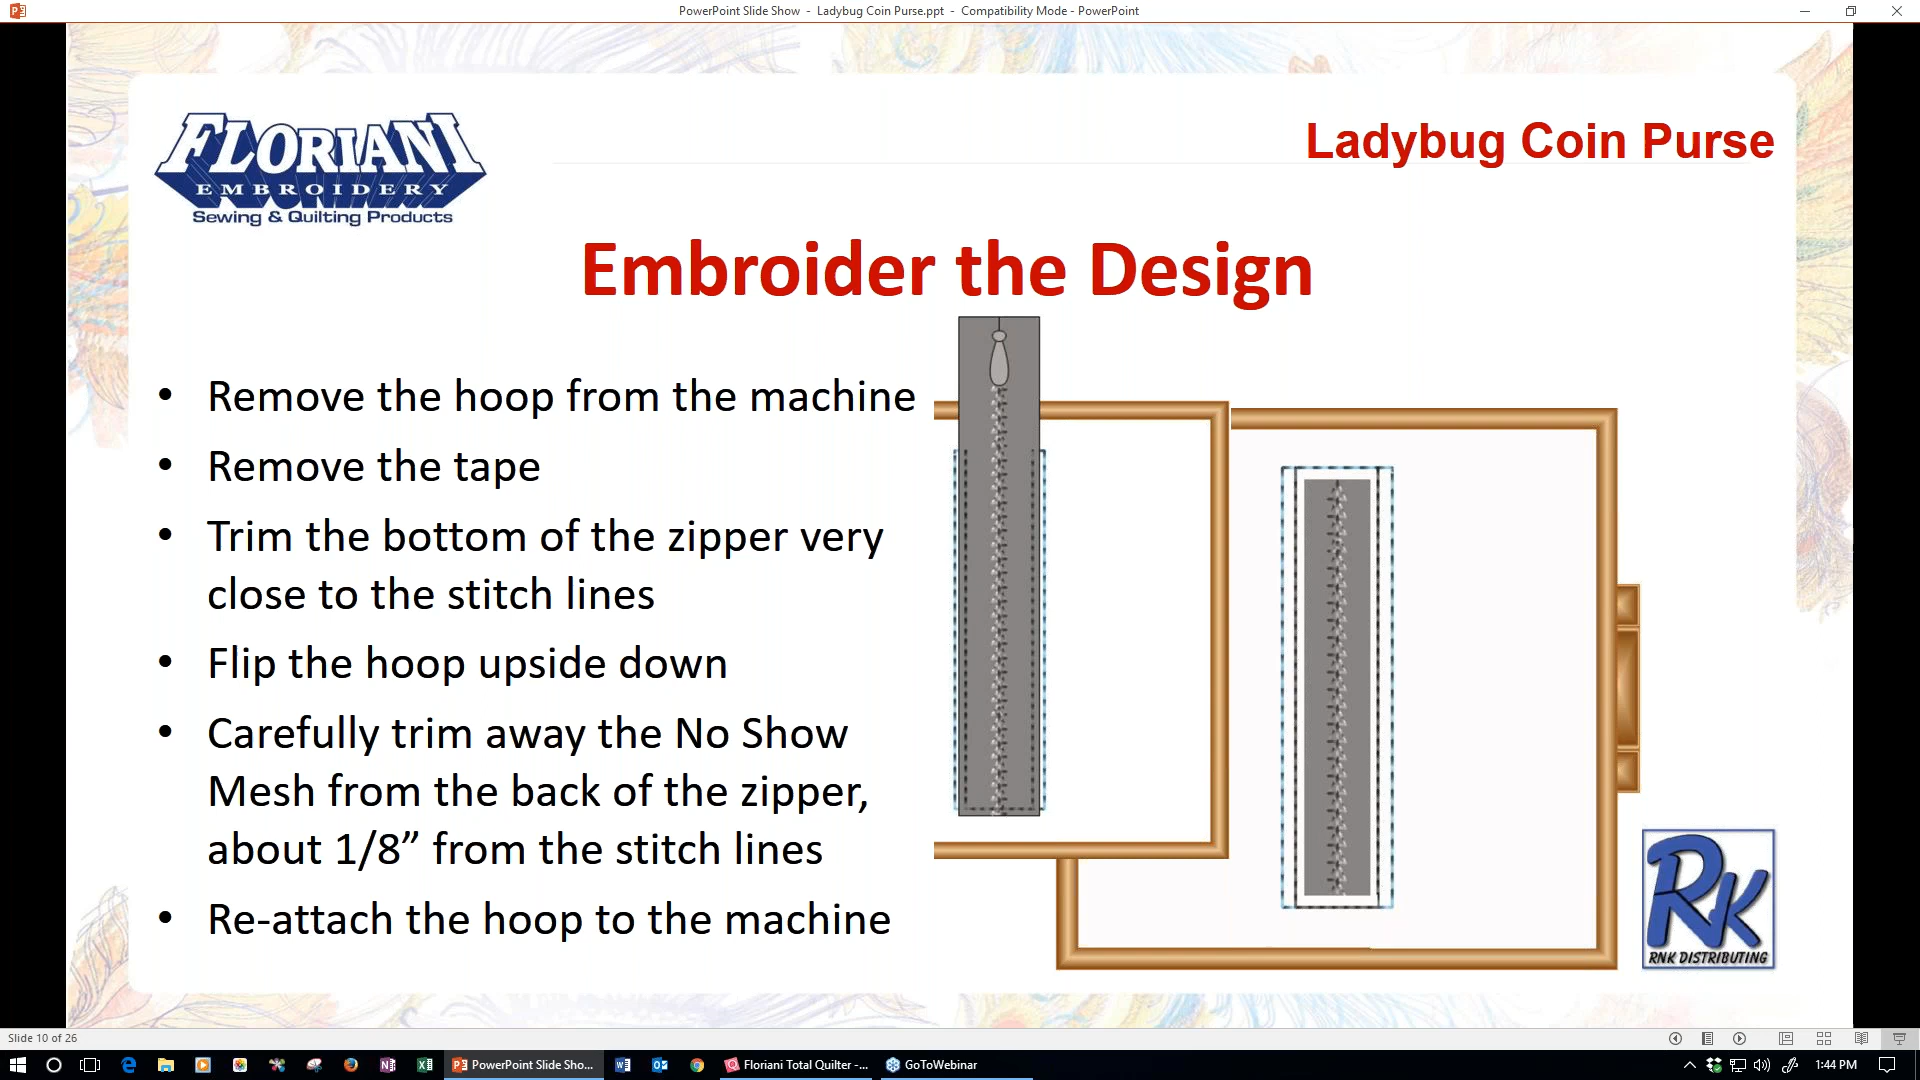 PowerPoint Slide Show - Ladybug Coin Purse.ppt - Compatibility Mode - PowerPoint
FLORIANI
EMBROIDERY
Sewing & Quilting Products
Ladybug Coin Purse
Embroider the Design
• Remove the hoop from the machine
• Remove the tape
• Trim the bottom of the zipper very
close to the stitch lines
• Flip the hoop upside down
• Carefully trim away the No Show
Mesh from the back of the zipper,
about 1/8” from the stitch lines
• Re-attach the hoop to the machine
RK
RNK DISTRIBUTING
Slide 10 of 26
PowerPoint Slide Sho...
Floriani Total Quilter -...
GoToWebinar
1:44 PM